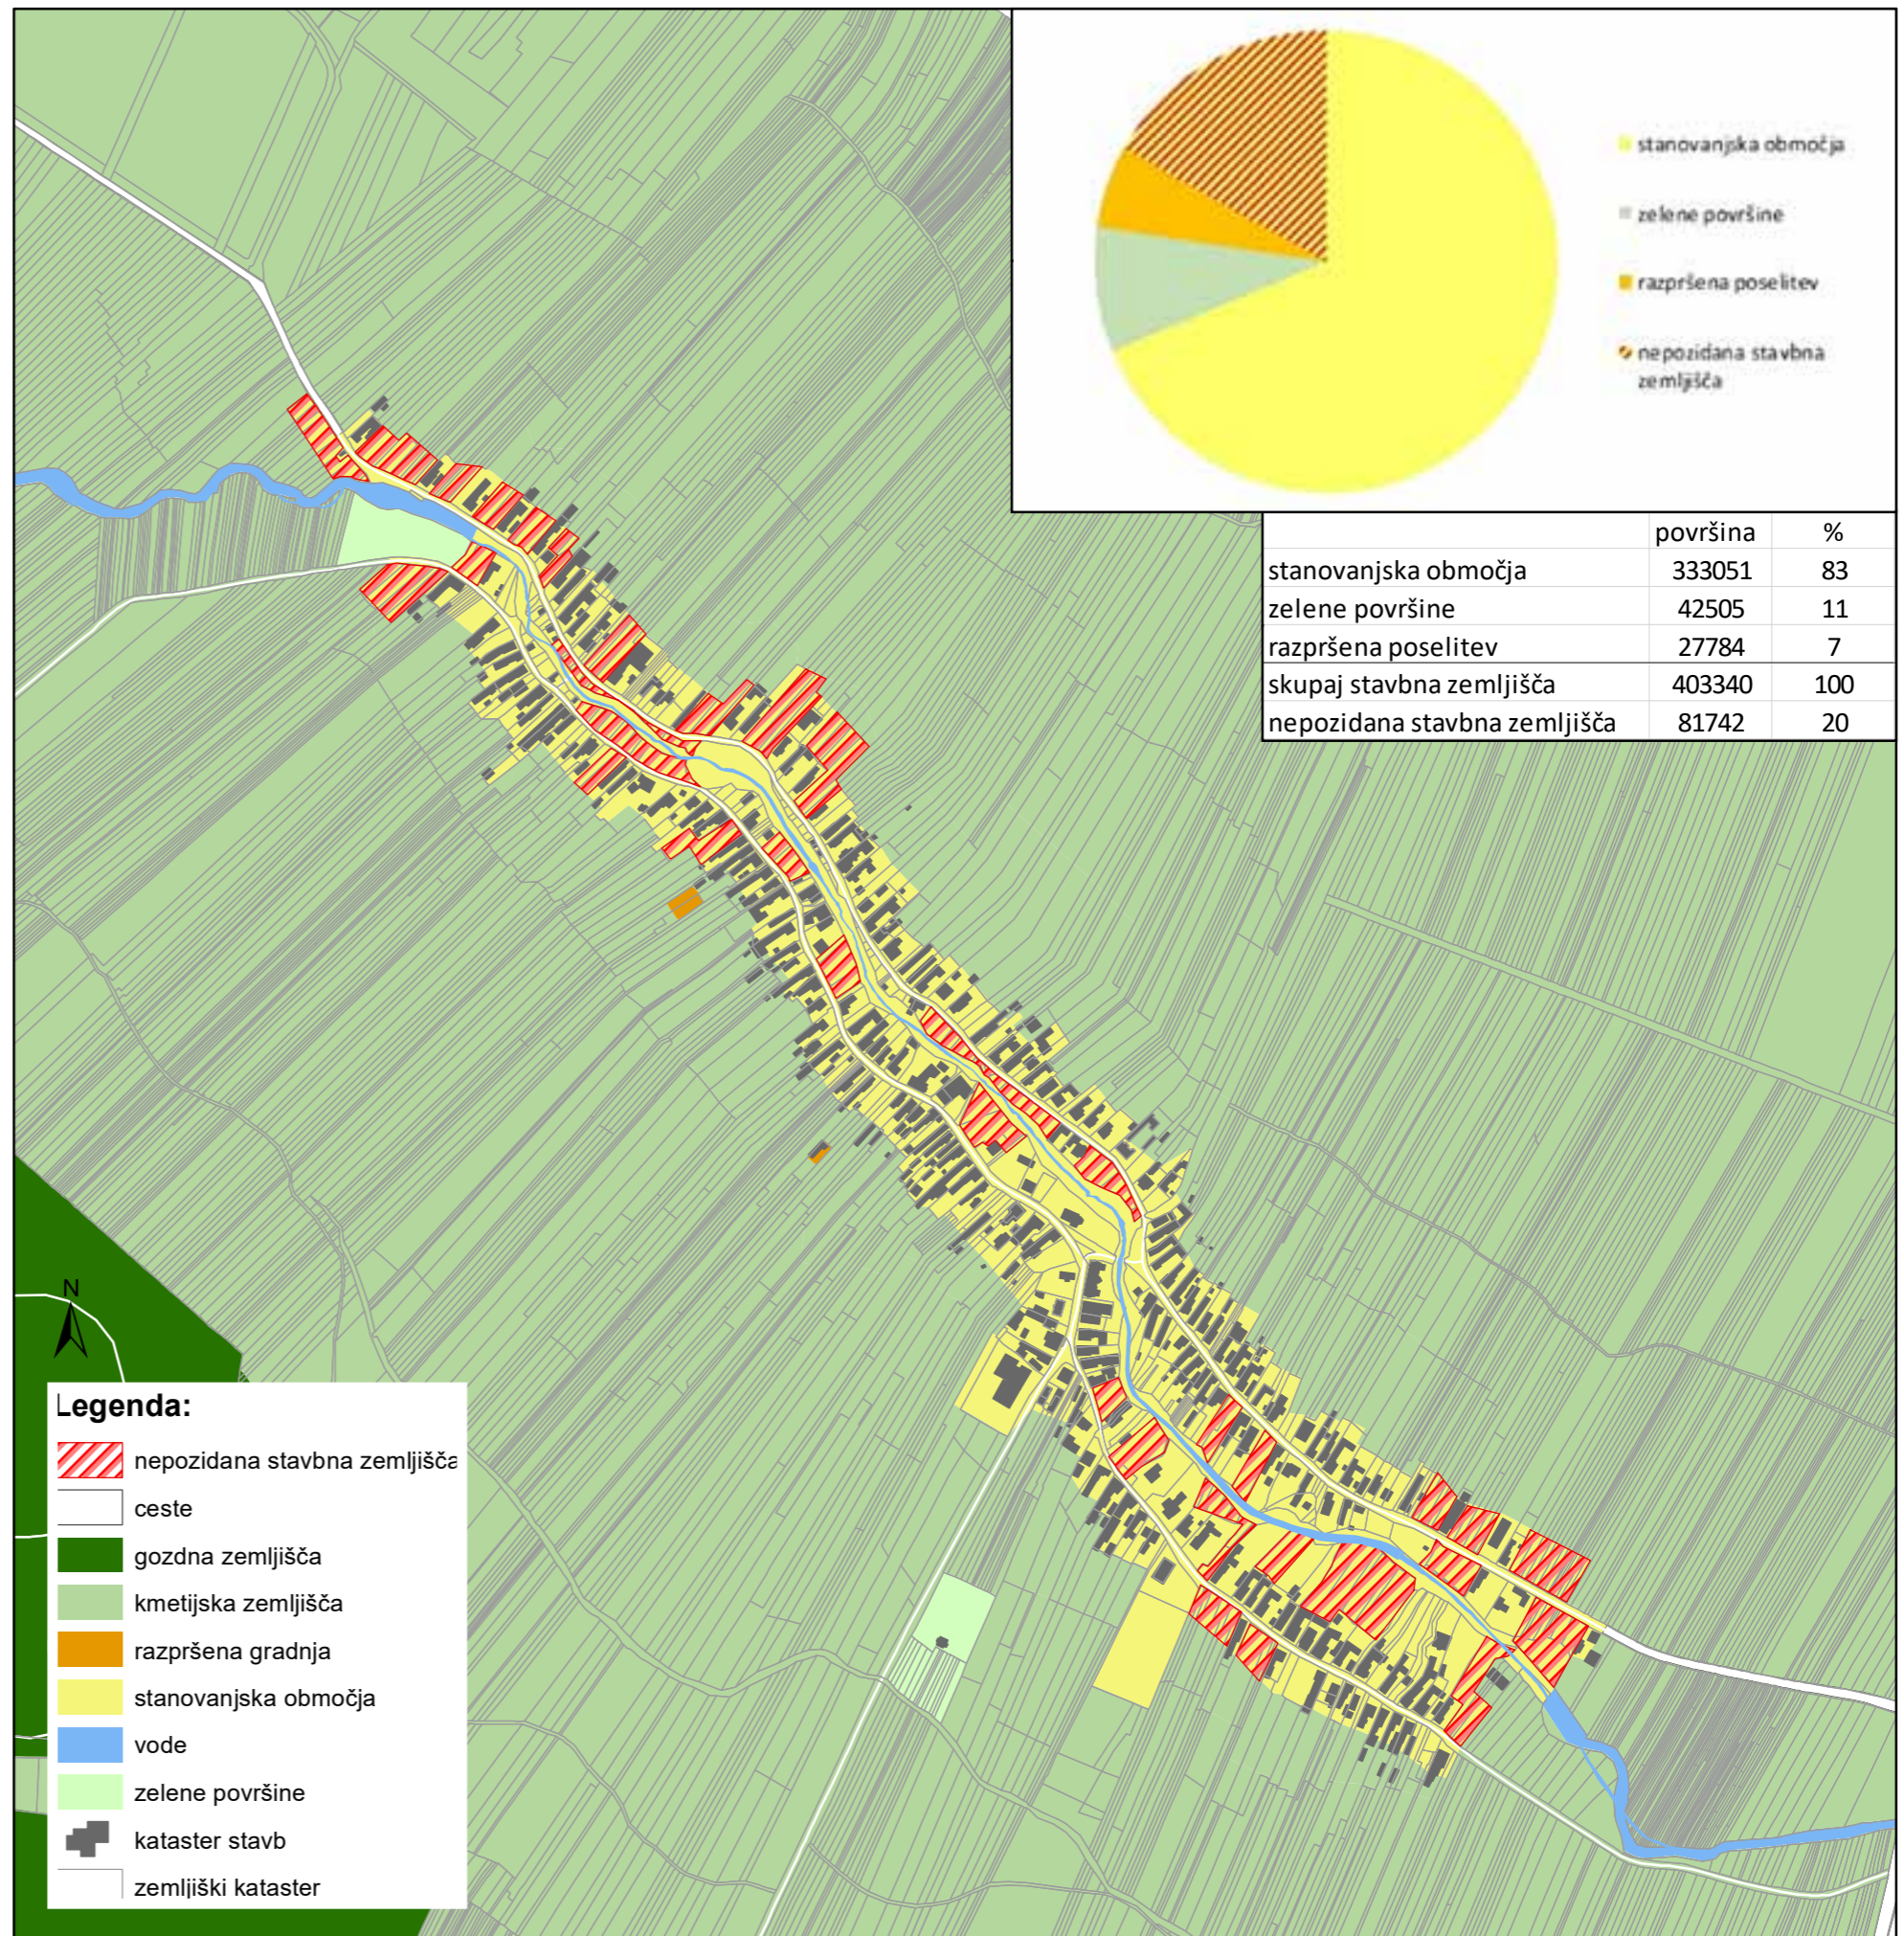 stanovanjska območja
zelene površine
razpršena poselitev
nepozidana stavbna
zemljišča
površina %
stanovanjska območja 333051 83
zelene površine 42505 11
razpršena poselitev 27784 7
skupaj stavbna zemljišča 403340 100
nepozidana stavbna zemljišča 81742 20
N
Legenda:
nepozidana stavbna zemljišča
ceste
gozdna zemljišča
kmetijska zemljišča
razpršena gradnja
stanovanjska območja
vode
zelene površine
kataster stavb
zemljiški kataster